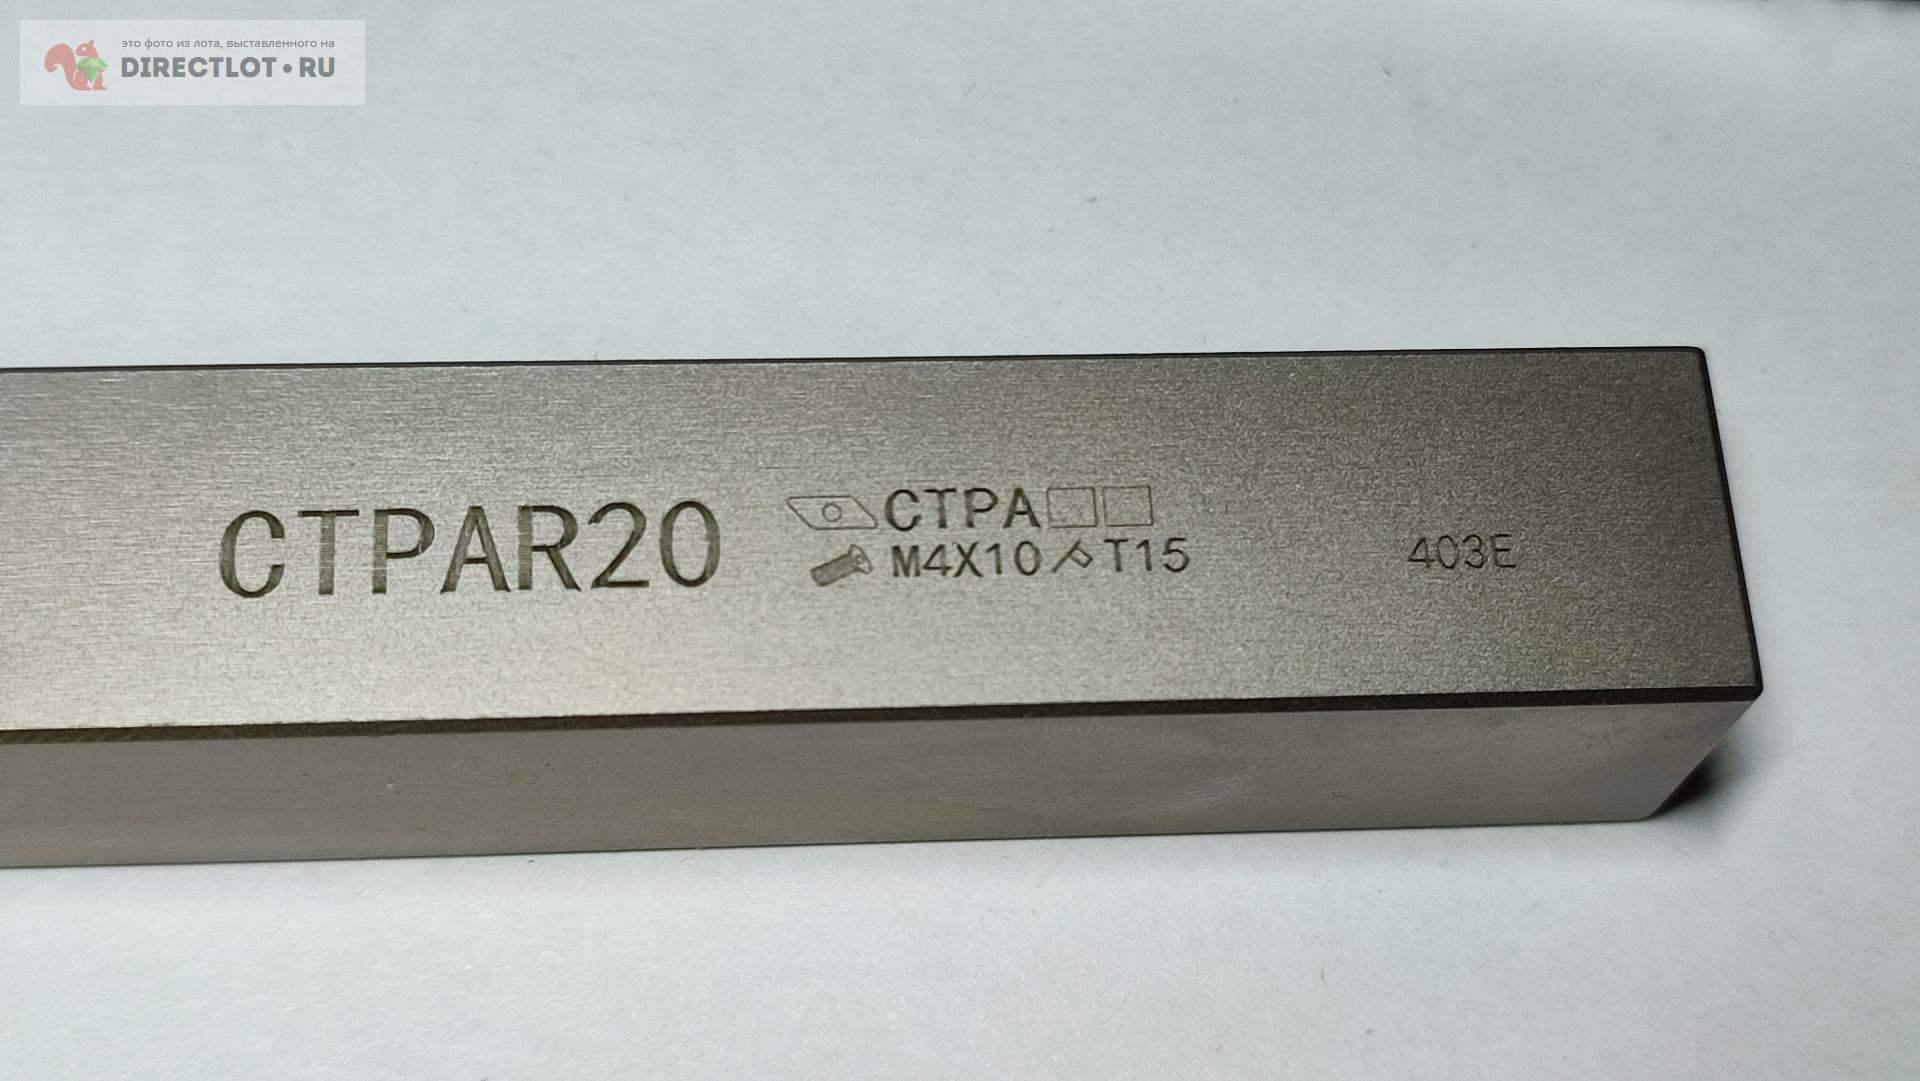 это фото из лота, выставленного на
DIRECTLOT•RU
CTPAR20
CTPA□□
M4X10 T15
403E